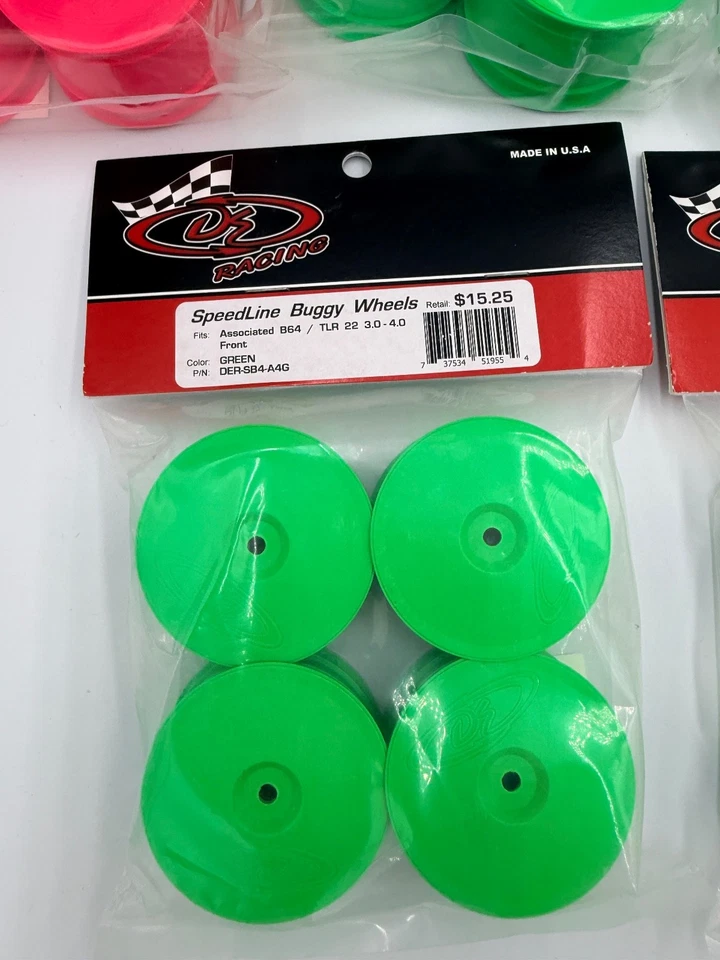 MADE IN U.S.A
DE
RACING
SpeedLine Buggy Wheels Retail: $15.25
Fits: Associated B64 / TLR 22 3.0-4.0
Front
Color: GREEN
P/N: DER-SB4-A4G
7 37534 51955 4